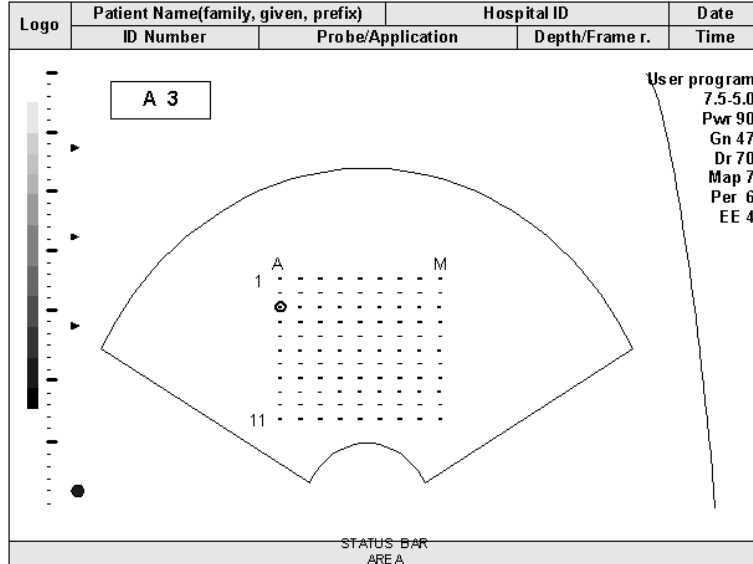 Logo
Patient Name(family, given, prefix)
Hospital ID
Date
ID Number
Probe/Application
Depth/Frame r.
Time
A 3
User program
7.5-5.0
Pwr 90
Gn 47
Dr 70
Map 7
Per 6
EE 4
A
M
1
11
STATUS BAR
AREA